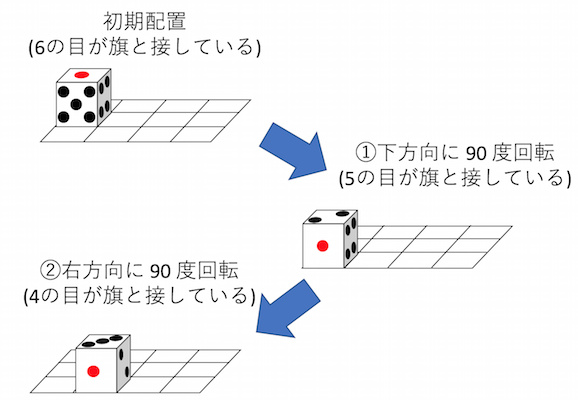 初期配置
(6の目が旗と接している)
①下方向に 90 度回転
(5の目が旗と接している)
②右方向に 90 度回転
(4の目が旗と接している)